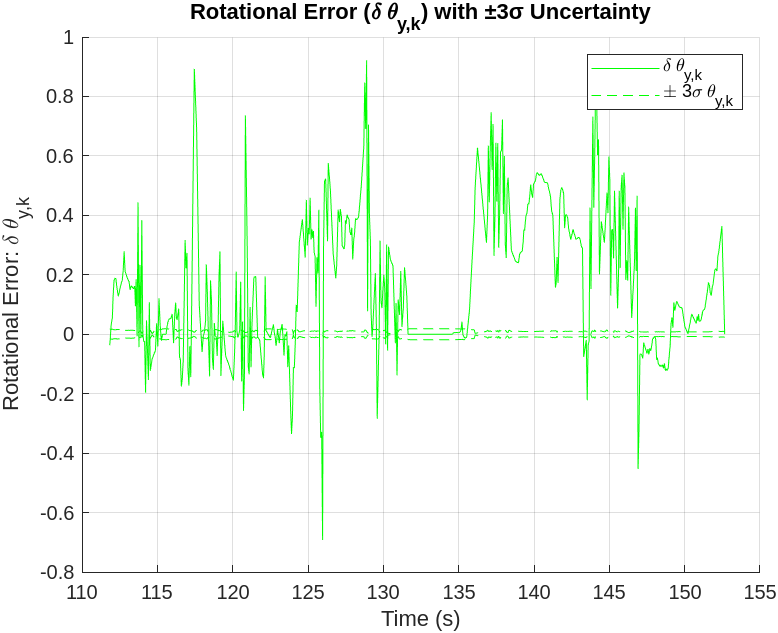 Rotational Error (δ θy,k) with ±3σ Uncertainty
δ θy,k
± 3σ θy,k
Rotational Error: δ θy,k
1
0.8
0.6
0.4
0.2
0
-0.2
-0.4
-0.6
-0.8
110 115 120 125 130 135 140 145 150 155
Time (s)